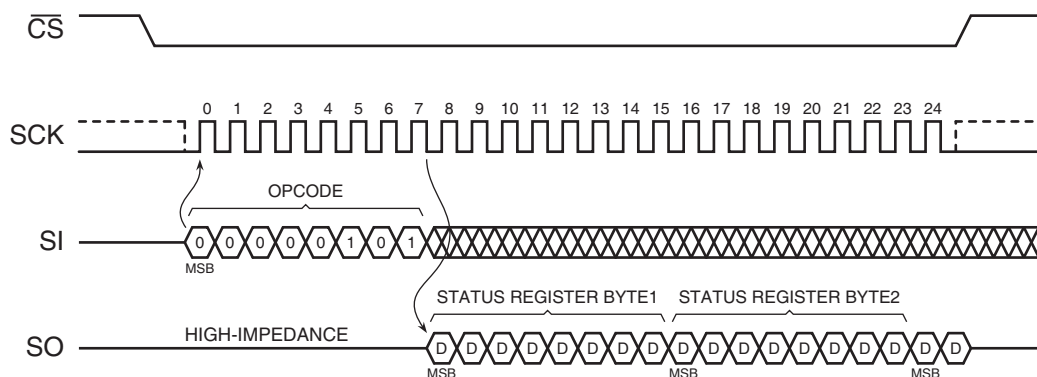 CS
0 1 2 3 4 5 6 7 8 9 10 11 12 13 14 15 16 17 18 19 20 21 22 23 24
SCK
OPCODE
SI 0 0 0 0 0 1 0 1
MSB
STATUS REGISTER BYTE1 STATUS REGISTER BYTE2
HIGH-IMPEDANCE
SO D D D D D D D D D D D D D D D D D D
MSB MSB MSB